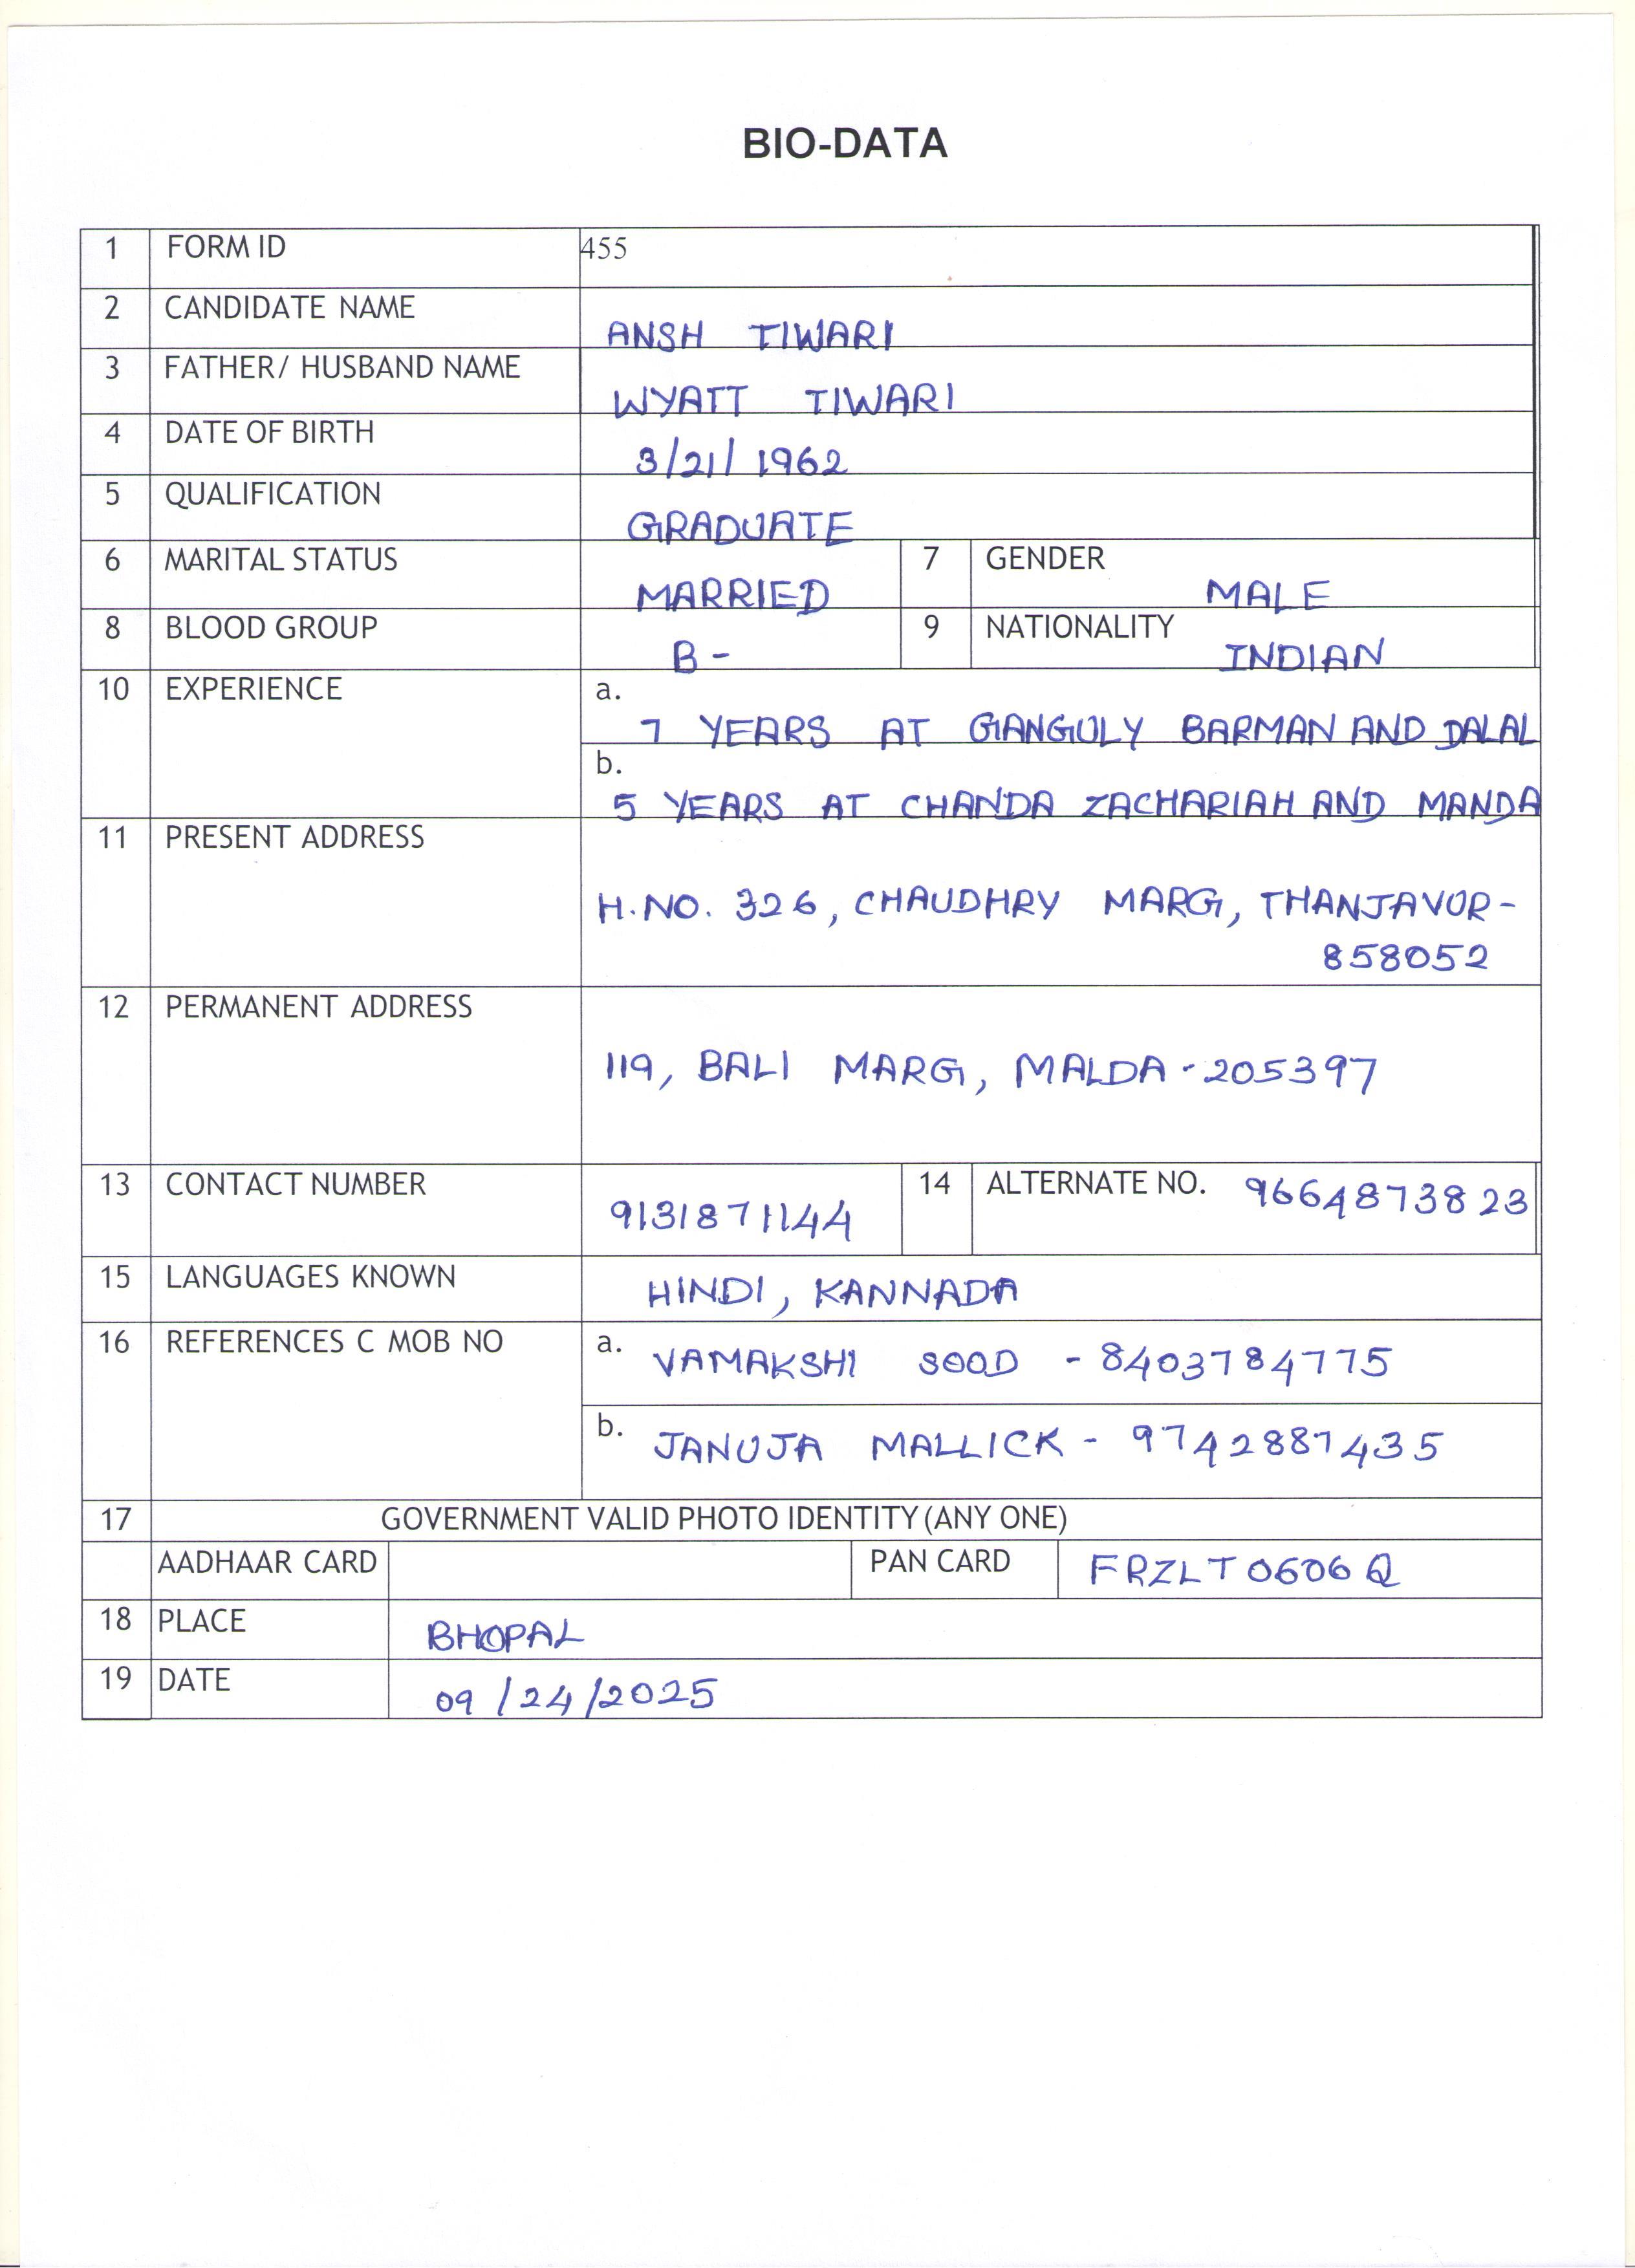 BIO-DATA
1 FORM ID 455
2 CANDIDATE NAME ANSH TIWARI
3 FATHER/ HUSBAND NAME WYATT TIWARI
4 DATE OF BIRTH 3/21/1962
5 QUALIFICATION GRADUATE
6 MARITAL STATUS MARRIED 7 GENDER MALE
8 BLOOD GROUP B- 9 NATIONALITY INDIAN
10 EXPERIENCE a. 7 YEARS AT GANGULY BARMAN AND DALAL
b. 5 YEARS AT CHANDA ZACHARIAH AND MANDA
11 PRESENT ADDRESS
H.NO. 326, CHAUDHRY MARG, THANJAVOR-
858052
12 PERMANENT ADDRESS
119, BALI MARG, MALDA-205397
13 CONTACT NUMBER 9131871144 14 ALTERNATE NO. 9664873823
15 LANGUAGES KNOWN HINDI, KANNADA
16 REFERENCES C MOB NO a. VAMAKSHI SOOD - 8403784775
b. JANUJA MALLICK - 9742887435
17 GOVERNMENT VALID PHOTO IDENTITY (ANY ONE)
AADHAAR CARD PAN CARD FRZLT0606Q
18 PLACE BHOPAL
19 DATE 09/24/2025